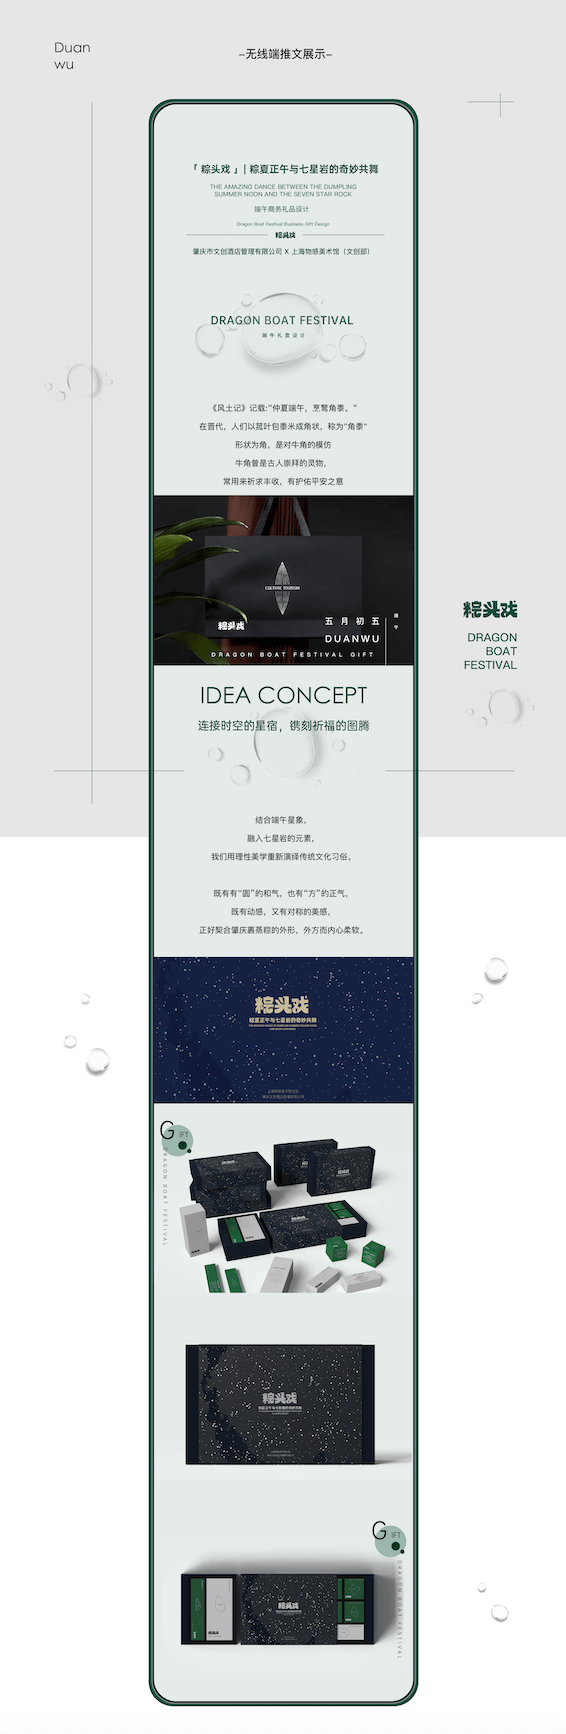 Duan
wu
–无线端推文展示–
「 粽头戏 」| 粽夏正午与七星岩的奇妙共舞
THE AMAZING DANCE BETWEEN THE DUMPLING
SUMMER NOON AND THE SEVEN STAR ROCK
端午商务礼品设计
Dragon Boat Festival Business Gift Design
粽头戏
肇庆市文创酒店管理有限公司 X 上海物感美术馆（文创部）
DRAGON BOAT FESTIVAL
端午礼盒设计
《风土记》记载:“仲夏端午，烹鹜角黍。”
在晋代，人们以菰叶包黍米成角状，称为“角黍”
形状为角，是对牛角的模仿
牛角曾是古人崇拜的灵物，
常用来祈求丰收，有护佑平安之意
CULTURE TOURISM
粽头戏
五月初五
端午
DUANWU
DRAGON BOAT FESTIVAL GIFT
粽头戏
DRAGON
BOAT
FESTIVAL
IDEA CONCEPT
连接时空的星宿，镌刻祈福的图腾
结合端午星象，
融入七星岩的元素，
我们用理性美学重新演绎传统文化习俗。
既有有“圆”的和气，也有“方”的正气，
既有动感，又有对称的美感，
正好契合肇庆裹蒸粽的外形，外方而内心柔软。
粽头戏
粽夏正午与七星岩的奇妙共舞
GIFT
DRAGON BOAT FESTIVAL
粽头戏
粽夏正午与七星岩的奇妙共舞
GIFT
DRAGON BOAT FESTIVAL
粽头戏